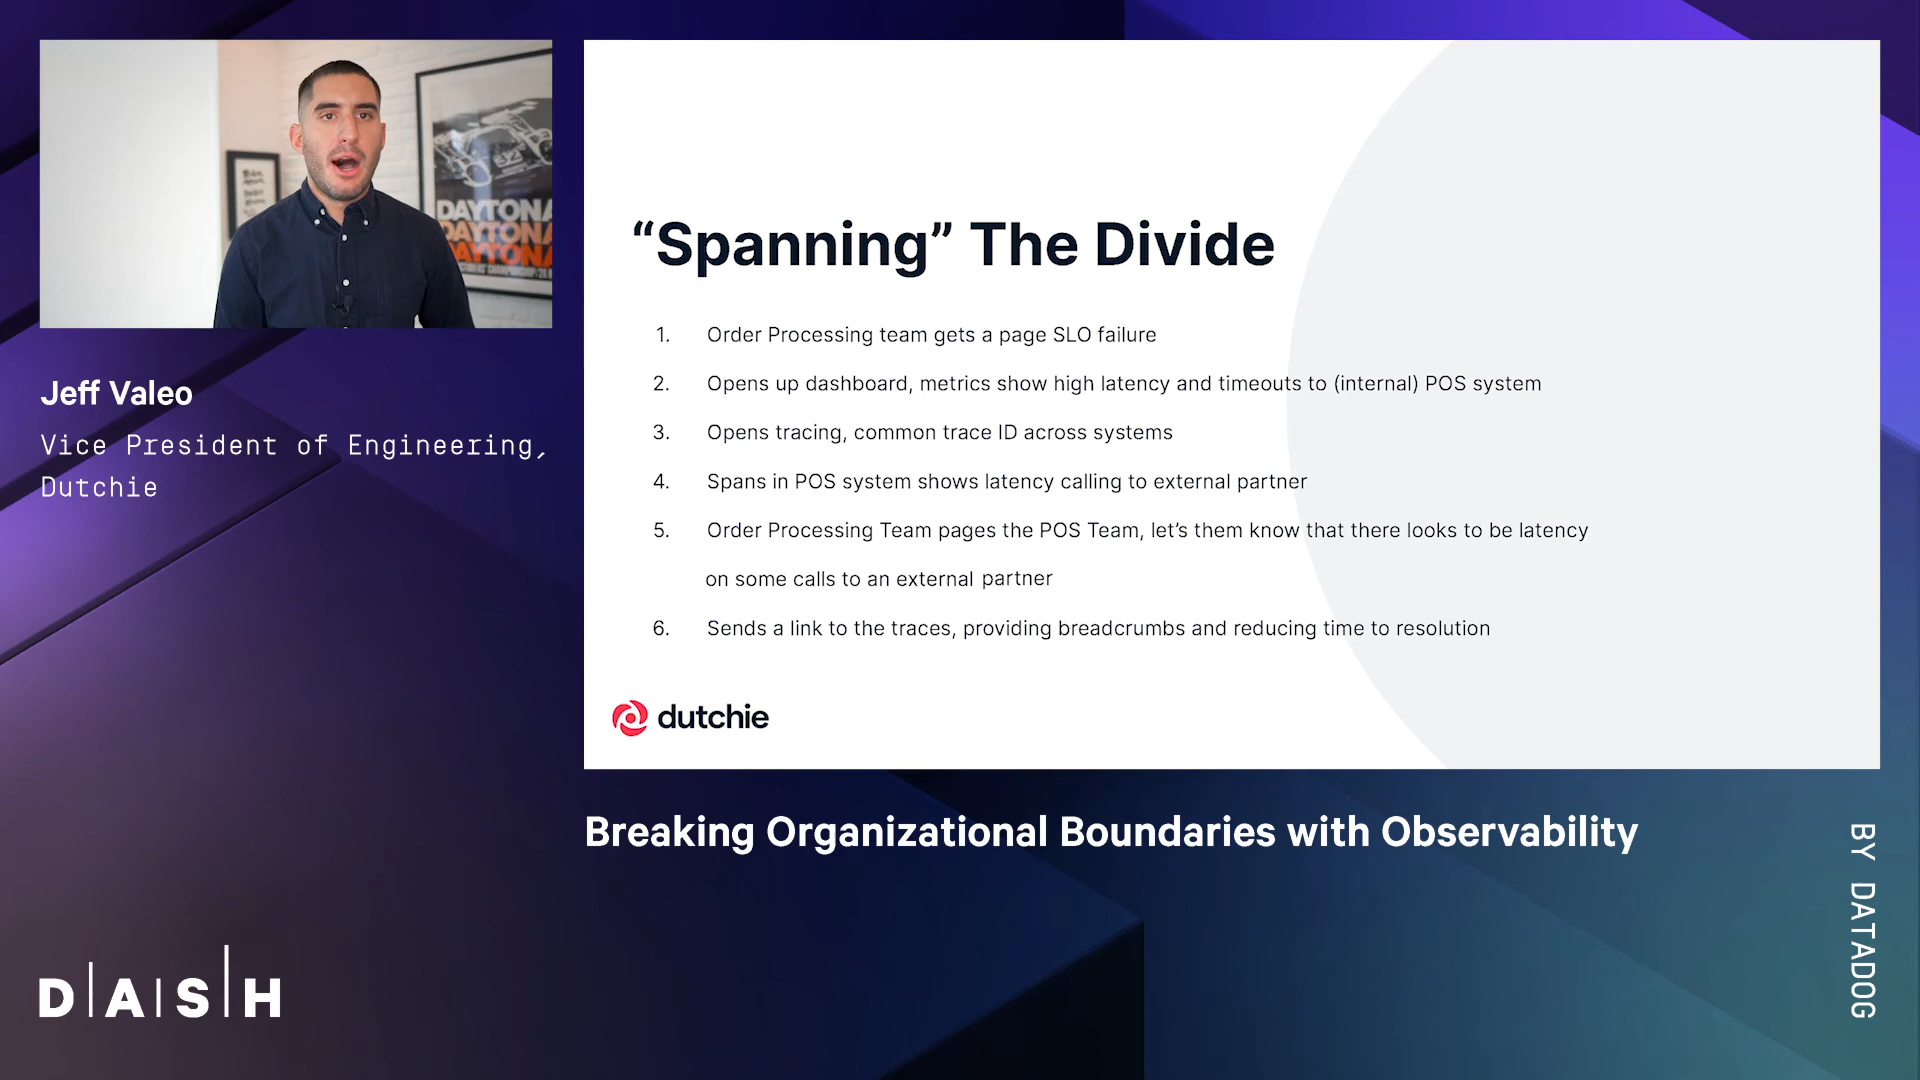 DAYTONA
DAYTONA
DAYTONA
Jeff Valeo
Vice President of Engineering,
Dutchie
“Spanning” The Divide
1. Order Processing team gets a page SLO failure
2. Opens up dashboard, metrics show high latency and timeouts to (internal) POS system
3. Opens tracing, common trace ID across systems
4. Spans in POS system shows latency calling to external partner
5. Order Processing Team pages the POS Team, let’s them know that there looks to be latency
on some calls to an external partner
6. Sends a link to the traces, providing breadcrumbs and reducing time to resolution
dutchie
Breaking Organizational Boundaries with Observability
BY DATADOG
DASH